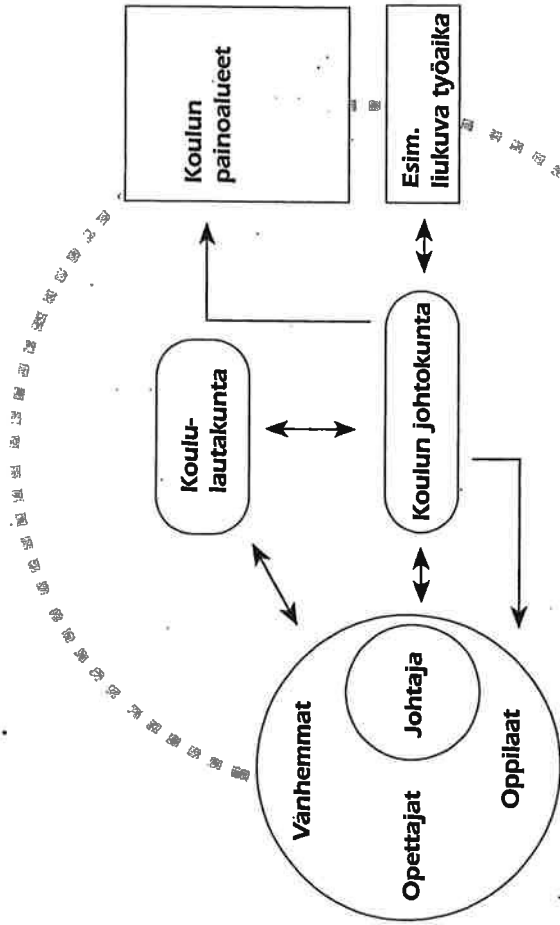 Vanhemmat
Opettajat
Johtaja
Oppilaat
Koulu-
lautakunta
Koulun johtokunta
Koulun
painoalueet
Esim.
liukuva työaika